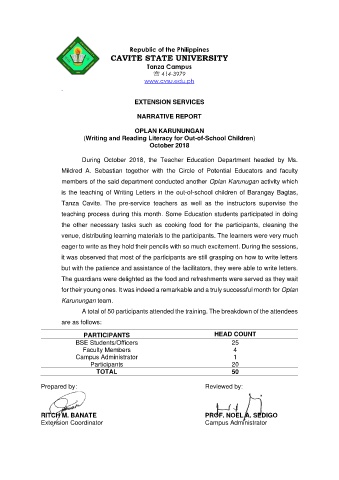 Republic of the Philippines
CAVITE STATE UNIVERSITY
Tanza Campus
☎ 414-3979
www.cvsu.edu.ph
EXTENSION SERVICES
NARRATIVE REPORT
OPLAN KARUNUNGAN
(Writing and Reading Literacy for Out-of-School Children)
October 2018
During October 2018, the Teacher Education Department headed by Ms.
Mildred A. Sebastian together with the Circle of Potential Educators and faculty
members of the said department conducted another Oplan Karunugan activity which
is the teaching of Writing Letters in the out-of-school children of Barangay Bagtas,
Tanza Cavite. The pre-service teachers as well as the instructors supervise the
teaching process during this month. Some Education students participated in doing
the other necessary tasks such as cooking food for the participants, cleaning the
venue, distributing learning materials to the participants. The learners were very much
eager to write as they hold their pencils with so much excitement. During the sessions,
it was observed that most of the participants are still grasping on how to write letters
but with the patience and assistance of the facilitators, they were able to write letters.
The guardians were delighted as the food and refreshments were served as they wait
for their young ones. It was indeed a remarkable and a truly successful month for Oplan
Karunungan team.
A total of 50 participants attended the training. The breakdown of the attendees
are as follows:
PARTICIPANTS HEAD COUNT
BSE Students/Officers 25
Faculty Members 4
Campus Administrator 1
Participants 20
TOTAL 50
Prepared by: Reviewed by:
RITCH M. BANATE PROF. NOEL A. SEDIGO
Extension Coordinator Campus Administrator